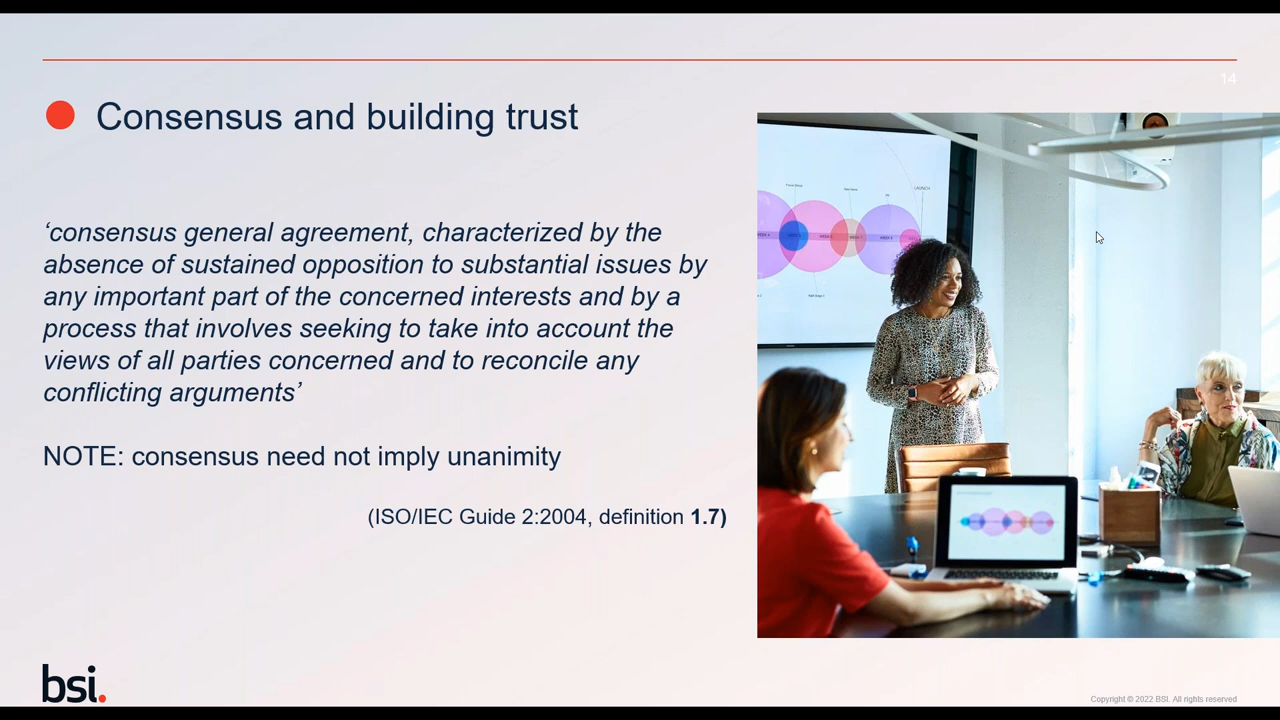 14
Consensus and building trust
‘consensus general agreement, characterized by the
absence of sustained opposition to substantial issues by
any important part of the concerned interests and by a
process that involves seeking to take into account the
views of all parties concerned and to reconcile any
conflicting arguments’
NOTE: consensus need not imply unanimity
(ISO/IEC Guide 2:2004, definition 1.7)
LAUNCH
bsi.
Copyright © 2022 BSI. All rights reserved